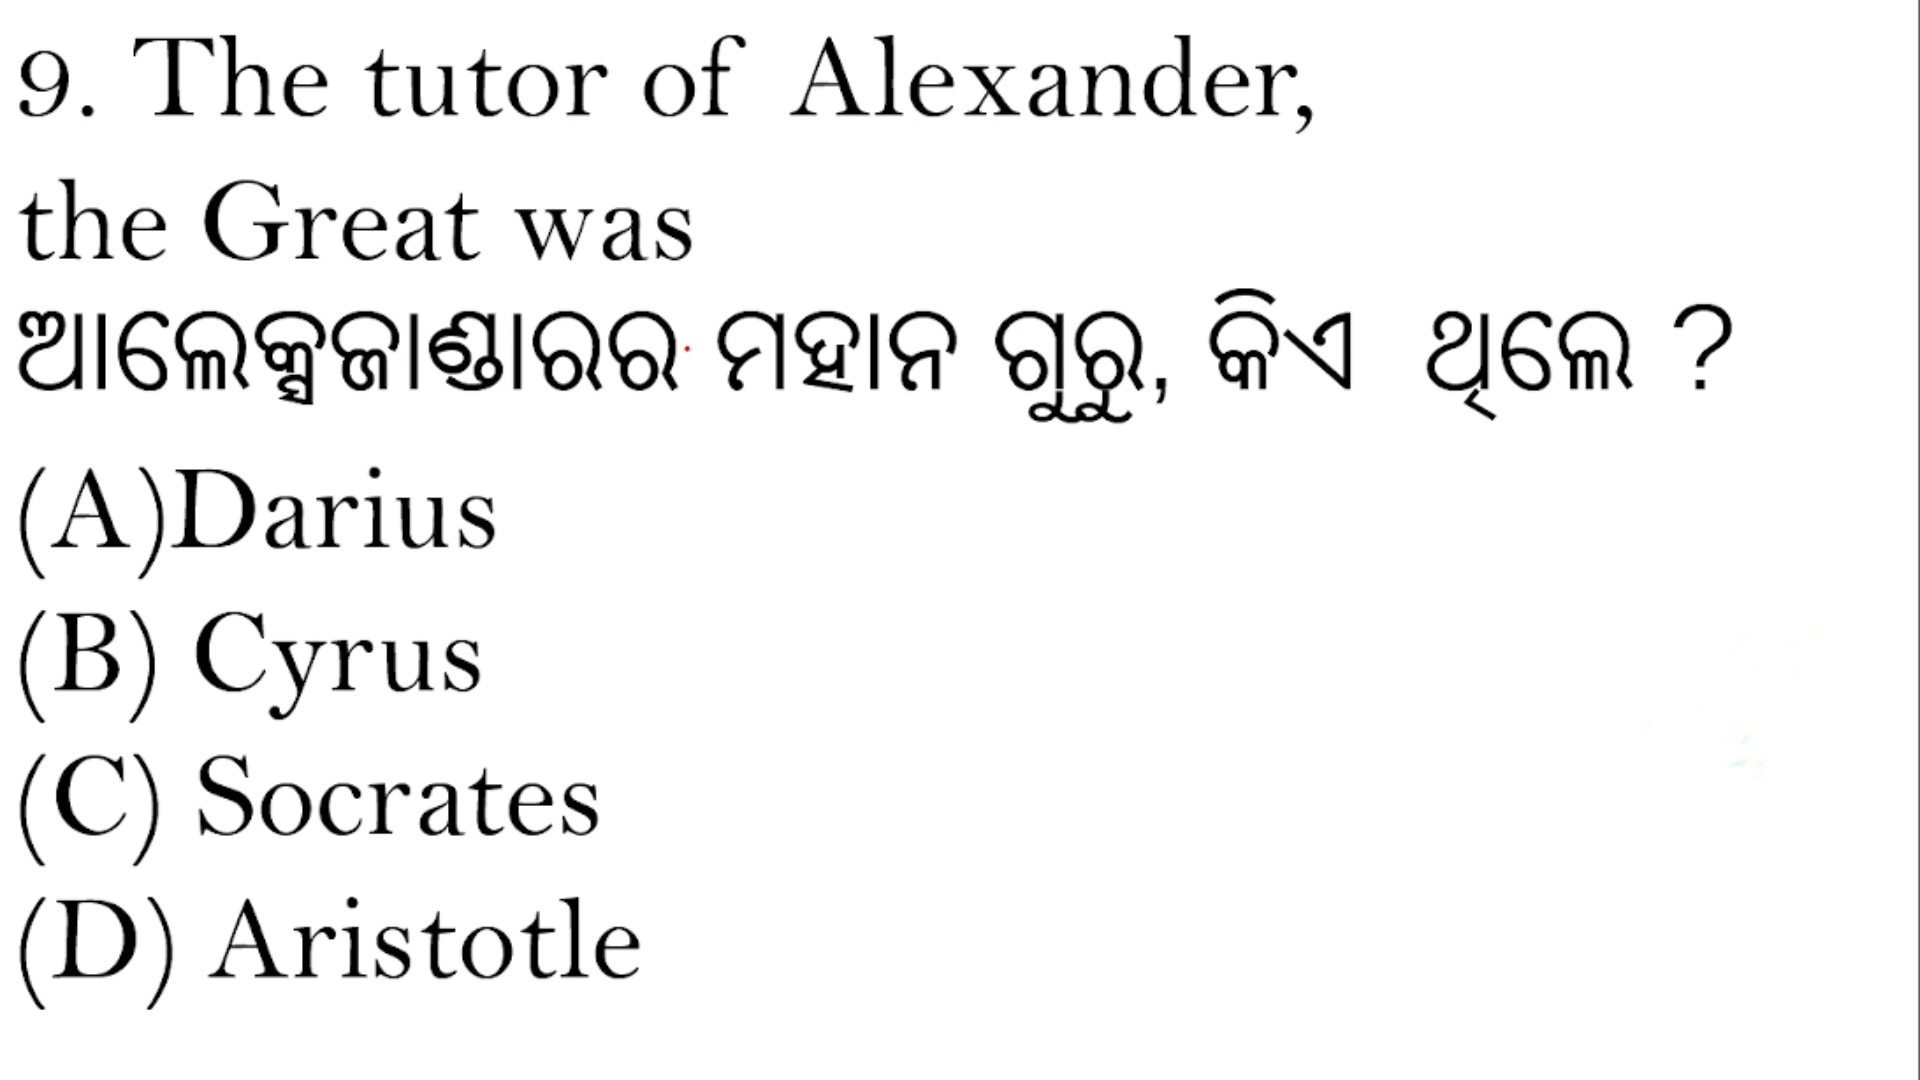 9. The tutor of Alexander,
the Great was
ଆଲେକ୍ସଜାଣ୍ଡାରର ମହାନ ଗୁରୁ, କିଏ ଥିଲେ ?
(A)Darius
(B) Cyrus
(C) Socrates
(D) Aristotle